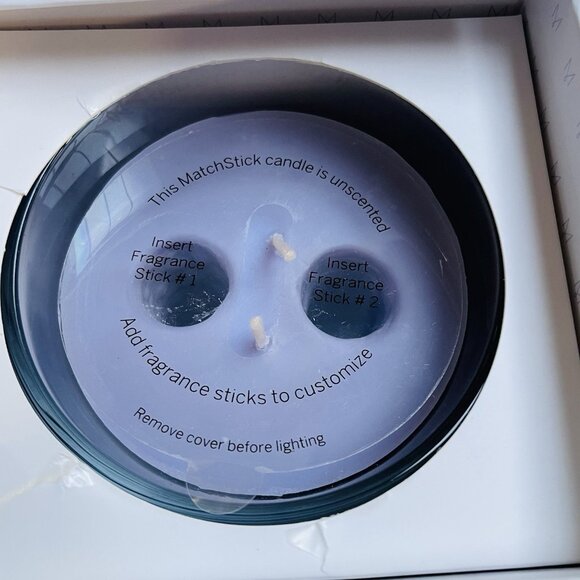 This MatchStick candle is unscented
Insert
Fragrance
Stick # 1
Insert
Fragrance
Stick # 2
Add fragrance sticks to customize
Remove cover before lighting